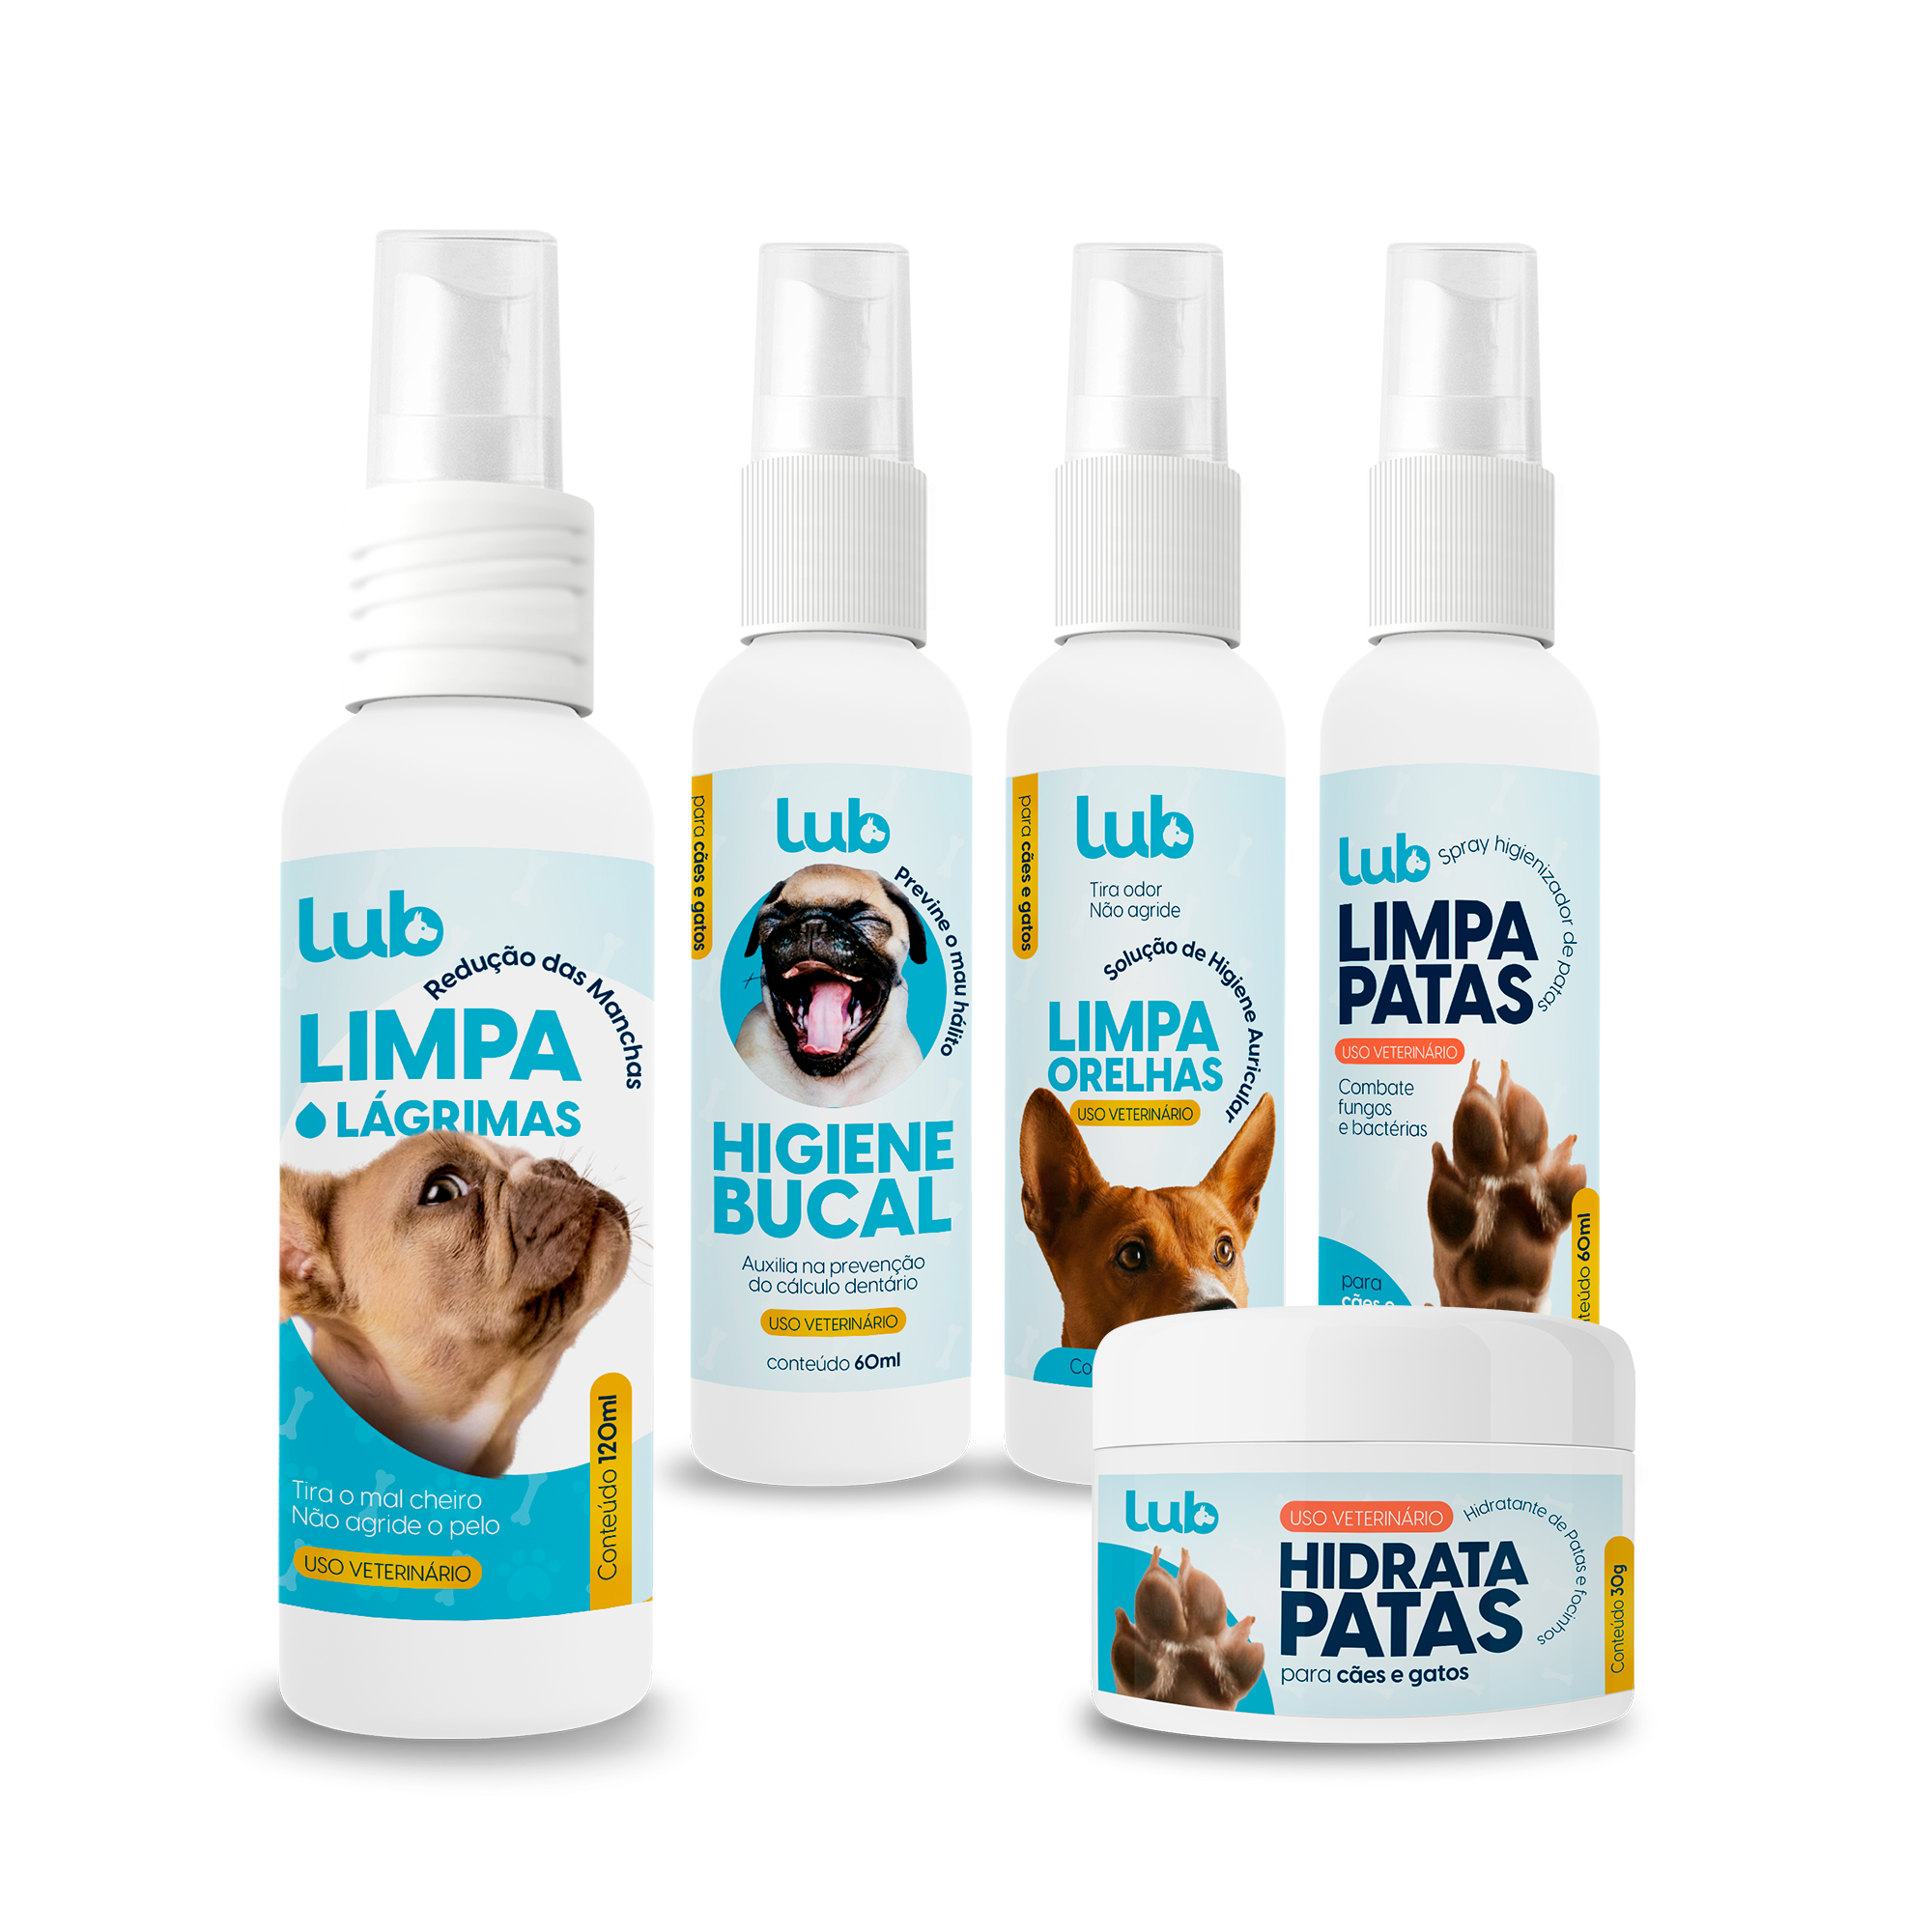 lub
Redução das Manchas
LIMPA
LÁGRIMAS
Tira o mal cheiro
Não agride o pelo
USO VETERINÁRIO
Conteúdo 120ml
para cães e gatos
lub
Previne o mau hálito
HIGIENE
BUCAL
Auxilia na prevenção
do cálculo dentário
USO VETERINÁRIO
conteúdo 60ml
para cães e gatos
lub
Tira odor
Não agride
Solução de Higiene Auricular
LIMPA
ORELHAS
USO VETERINÁRIO
Co
lub
Spray higienizador de patas
LIMPA
PATAS
USO VETERINÁRIO
Combate
fungos
e bactérias
para
cães e
teúdo 60ml
lub
USO VETERINÁRIO
Hidratante de Patas e focinhos
HIDRATA
PATAS
para cães e gatos
Conteúdo 30g